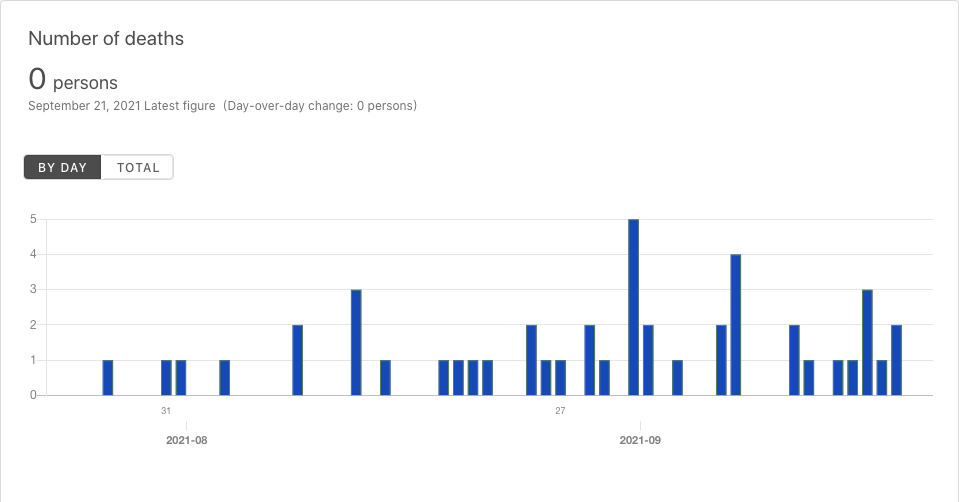 Number of deaths
0 persons
September 21, 2021 Latest figure (Day-over-day change: 0 persons)
BY DAY TOTAL
5
4
3
2
1
0
31 27
2021-08 2021-09